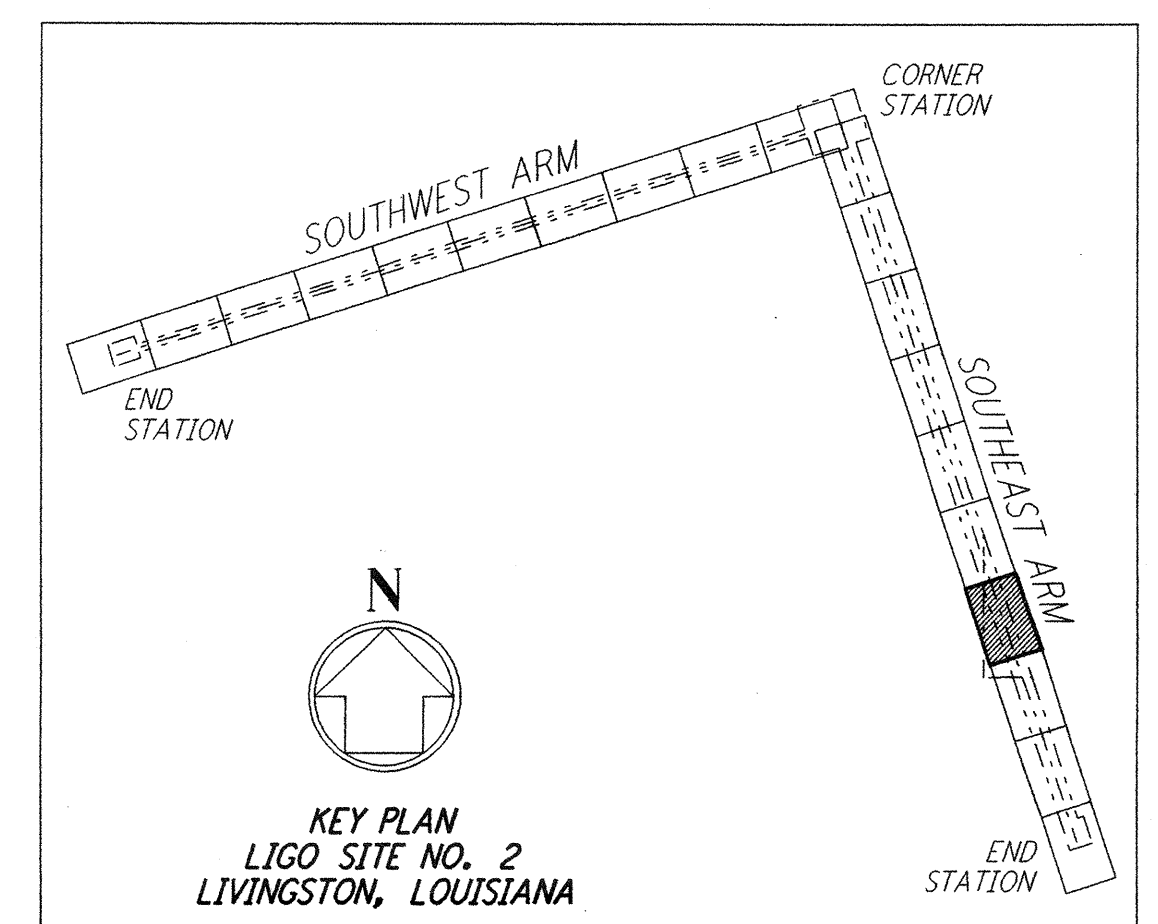 CORNER
STATION
SOUTHWEST ARM
END
STATION
SOUTHEAST ARM
N
KEY PLAN
LIGO SITE NO. 2
LIVINGSTON, LOUISIANA
END
STATION